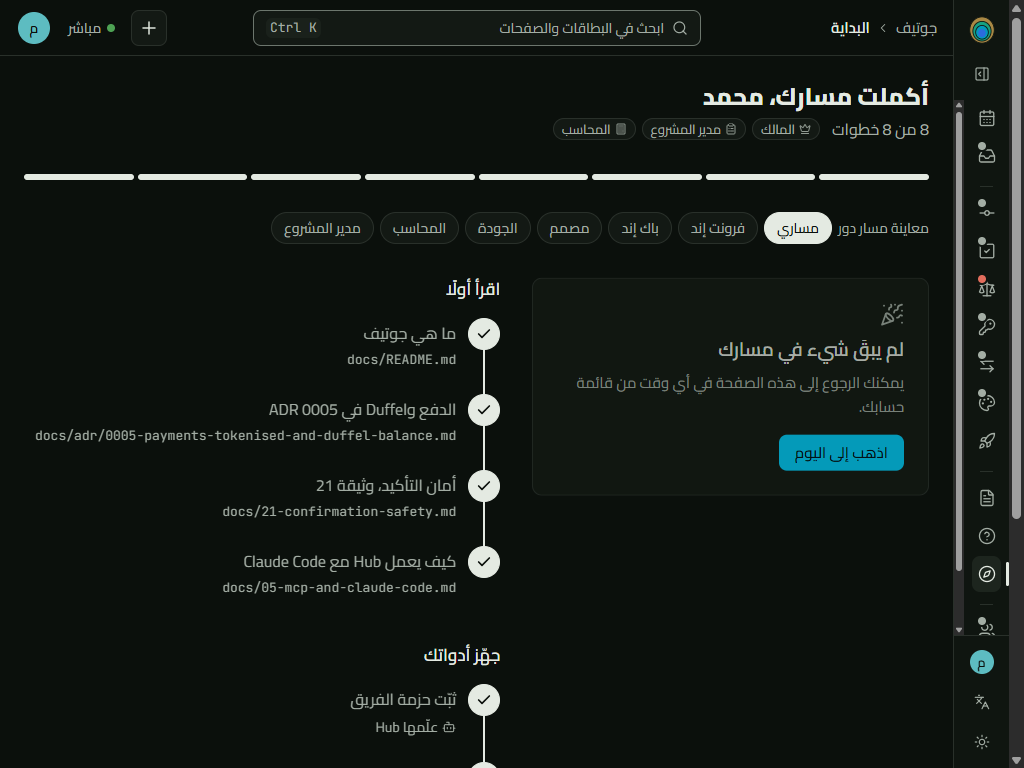 جوتيف
البداية
ابحث في البطاقات والصفحات
Ctrl K
مباشر
م
أكملت مسارك، محمد
8 من 8 خطوات
المالك
مدير المشروع
المحاسب
معاينة مسار دور
مساري
فرونت إند
باك إند
مصمم
الجودة
المحاسب
مدير المشروع
لم يبقَ شيء في مسارك
يمكنك الرجوع إلى هذه الصفحة في أي وقت من قائمة
حسابك.
اذهب إلى اليوم
اقرأ أولًا
ما هي جوتيف
docs/README.md
الدفع وDuffel في ADR 0005
docs/adr/0005-payments-tokenised-and-duffel-balance.md
أمان التأكيد، وثيقة 21
docs/21-confirmation-safety.md
كيف يعمل Hub مع Claude Code
docs/05-mcp-and-claude-code.md
جهّز أدواتك
ثبّت حزمة الفريق
علّمها Hub
م